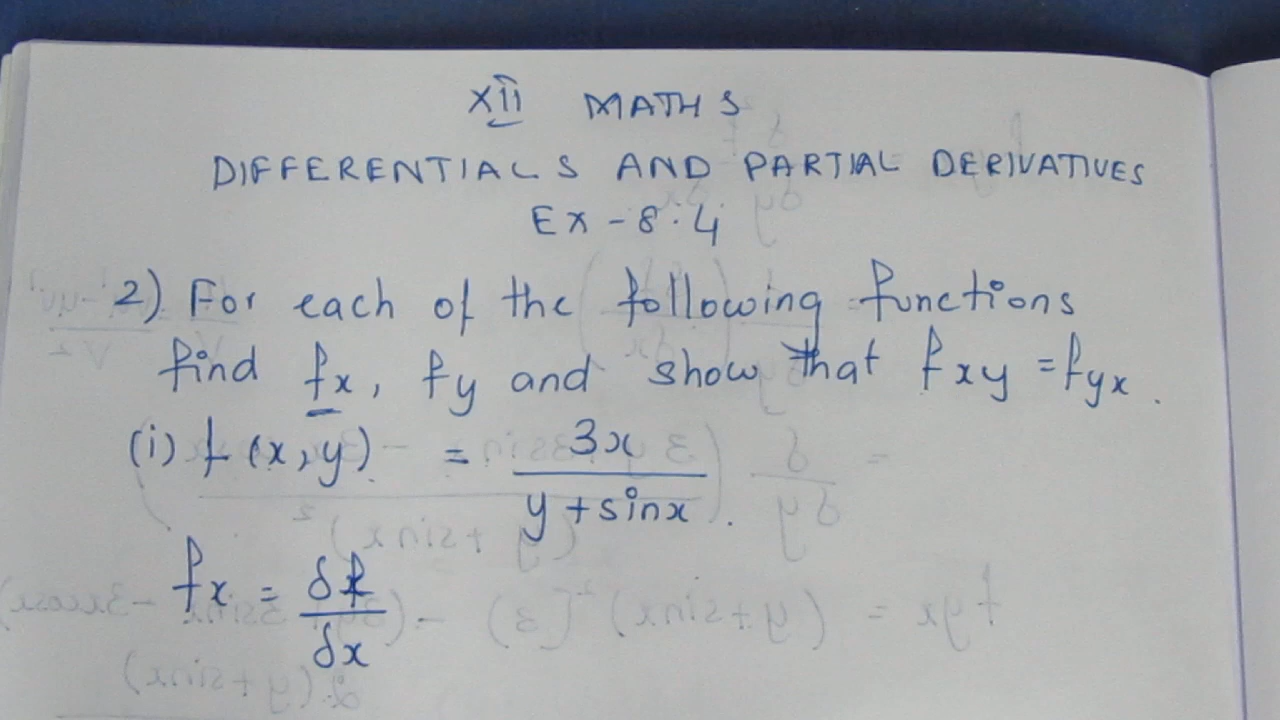 XII MATHS
DIFFERENTIALS AND PARTIAL DERIVATIVES
EX - 8.4
2) For each of the following functions
find fx, fy and show that fxy = fyx.
(i) f(x,y) = 3x / y + sinx.
fx = δf / δx